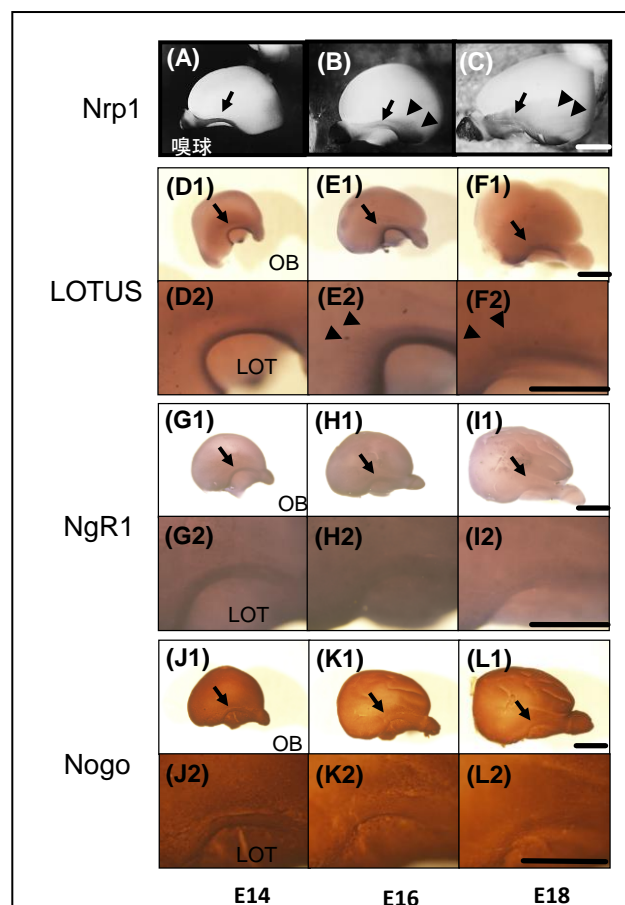 Nrp1
(A)
(B)
(C)
嗅球
LOTUS
(D1)
(E1)
(F1)
OB
(D2)
(E2)
(F2)
LOT
NgR1
(G1)
(H1)
(I1)
OB
(G2)
(H2)
(I2)
LOT
Nogo
(J1)
(K1)
(L1)
OB
(J2)
(K2)
(L2)
LOT
E14
E16
E18